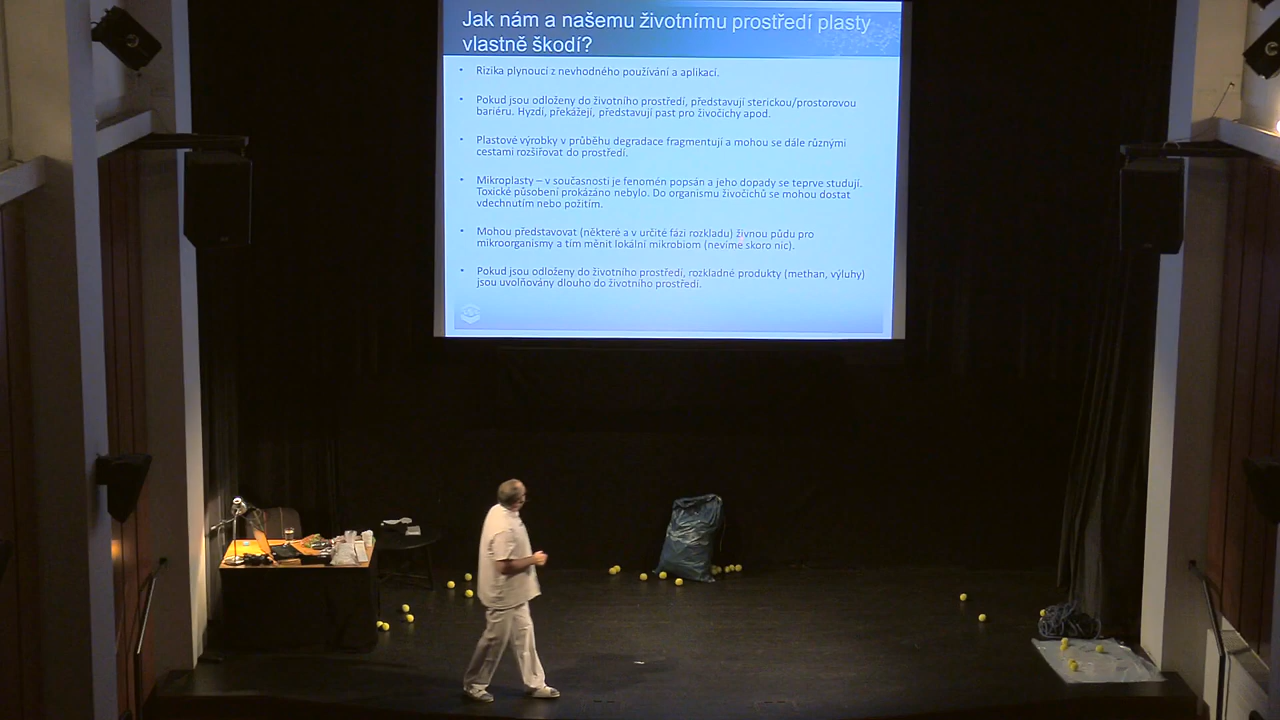 Jak nám a našemu životnímu prostředí plasty
vlastně škodí?
• Rizika plynoucí z nevhodného používání a aplikací.
• Pokud jsou odloženy do životního prostředí, představují sterickou/prostorovou
bariéru. Hyzdí, překážejí, představují past pro živočichy apod.
• Plastové výrobky v průběhu degradace fragmentují a mohou se dále různými
cestami rozšiřovat do prostředí.
• Mikroplasty – v současnosti je fenomén popsán a jeho dopady se teprve studují.
Toxické působení prokázáno nebylo. Do organismu živočichů se mohou dostat
vdechnutím nebo požitím.
• Mohou představovat (některé a v určité fázi rozkladu) živnou půdu pro
mikroorganismy a tím měnit lokální mikrobiom (nevíme skoro nic).
• Pokud jsou odloženy do životního prostředí, rozkladné produkty (methan, výluhy)
jsou uvolňovány dlouho do životního prostředí.